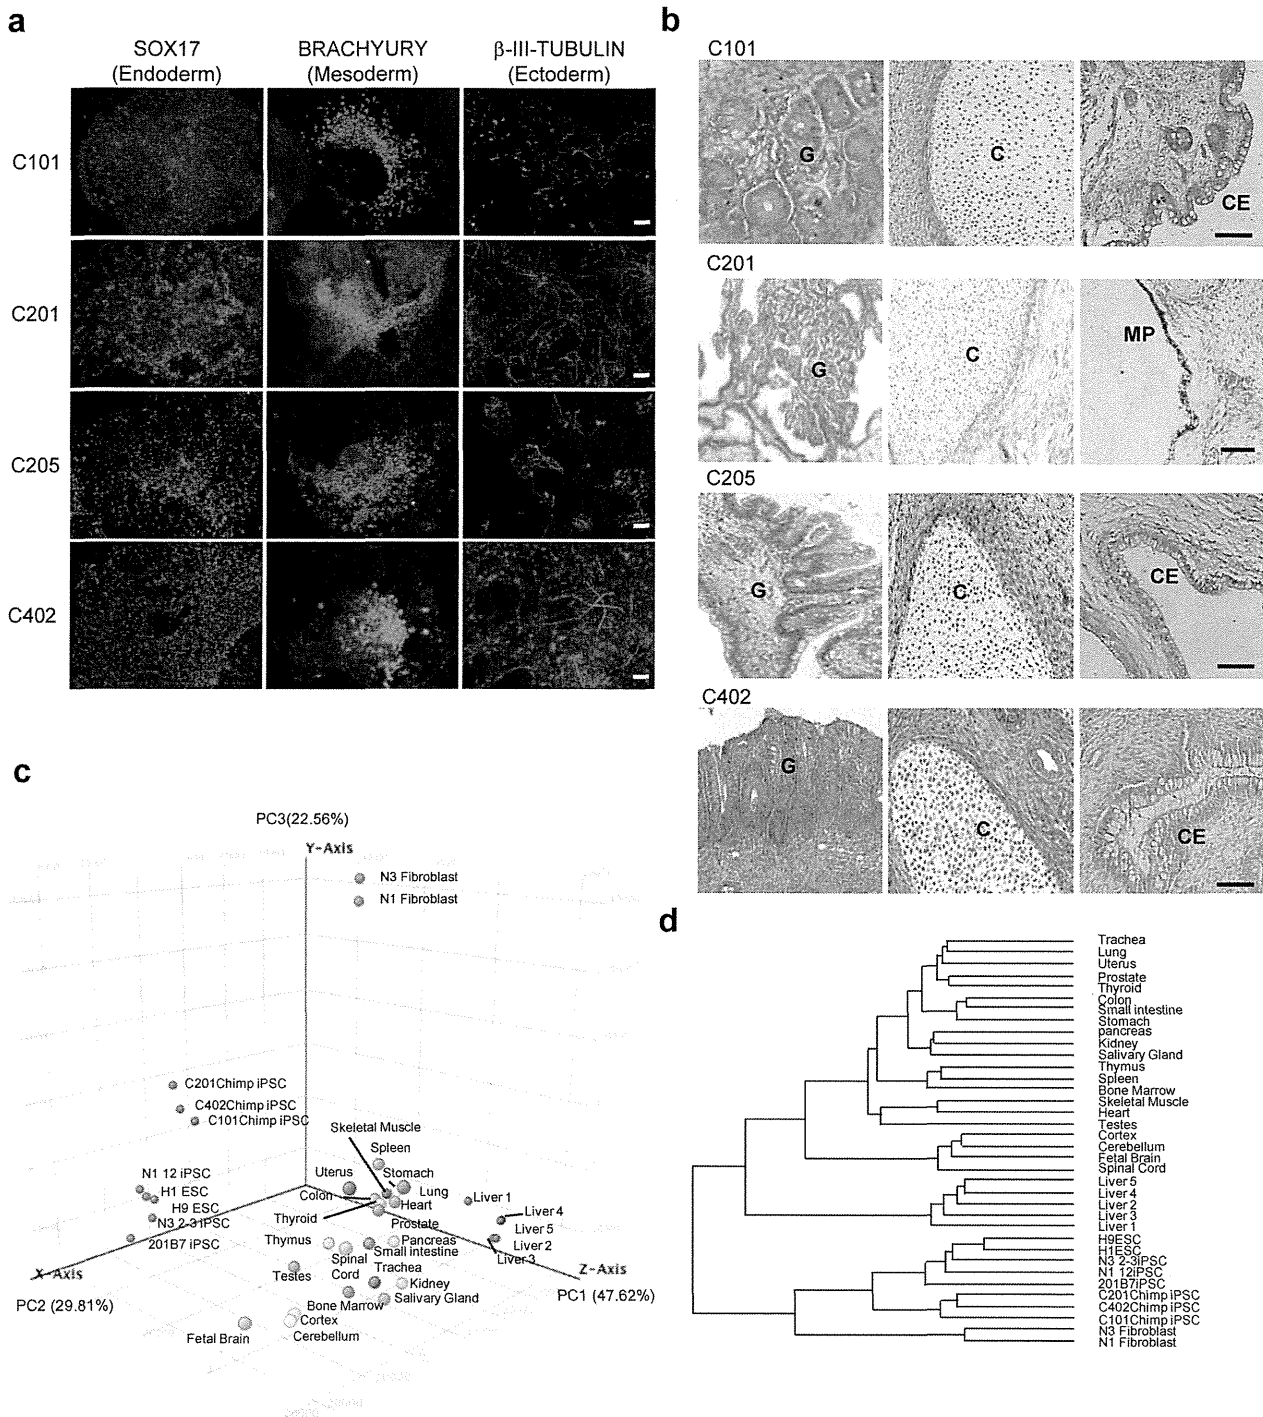 a
SOX17 (Endoderm)
BRACHYURY (Mesoderm)
β-III-TUBULIN (Ectoderm)
C101
C201
C205
C402
b
C101
G
C
CE
C201
G
C
MP
C205
G
C
CE
C402
G
C
CE
c
PC3(22.56%)
Y-Axis
N3 Fibroblast
N1 Fibroblast
C201Chimp iPSC
C402Chimp iPSC
C101Chimp iPSC
N1 12 iPSC
H1 ESC
H9 ESC
N3 2-3 iPSC
201B7 iPSC
Skeletal Muscle
Spleen
Uterus
Stomach
Colon
Lung
Heart
Thyroid
Prostate
Thymus
Pancreas
Spinal Cord
Small intestine
Trachea
Testes
Kidney
Bone Marrow
Salivary Gland
Cortex
Fetal Brain
Cerebellum
Liver 1
Liver 4
Liver 5
Liver 2
Liver 3
X-Axis
PC2 (29.81%)
Z-Axis
PC1 (47.62%)
d
Trachea
Lung
Uterus
Prostate
Thyroid
Colon
Small intestine
Stomach
pancreas
Kidney
Salivary Gland
Thymus
Spleen
Bone Marrow
Skeletal Muscle
Heart
Testes
Cortex
Cerebellum
Fetal Brain
Spinal Cord
Liver 5
Liver 4
Liver 2
Liver 3
Liver 1
H9ESC
H1ESC
N3 2-3iPSC
N1 12iPSC
201B7iPSC
C201Chimp iPSC
C402Chimp iPSC
C101Chimp iPSC
N3 Fibroblast
N1 Fibroblast